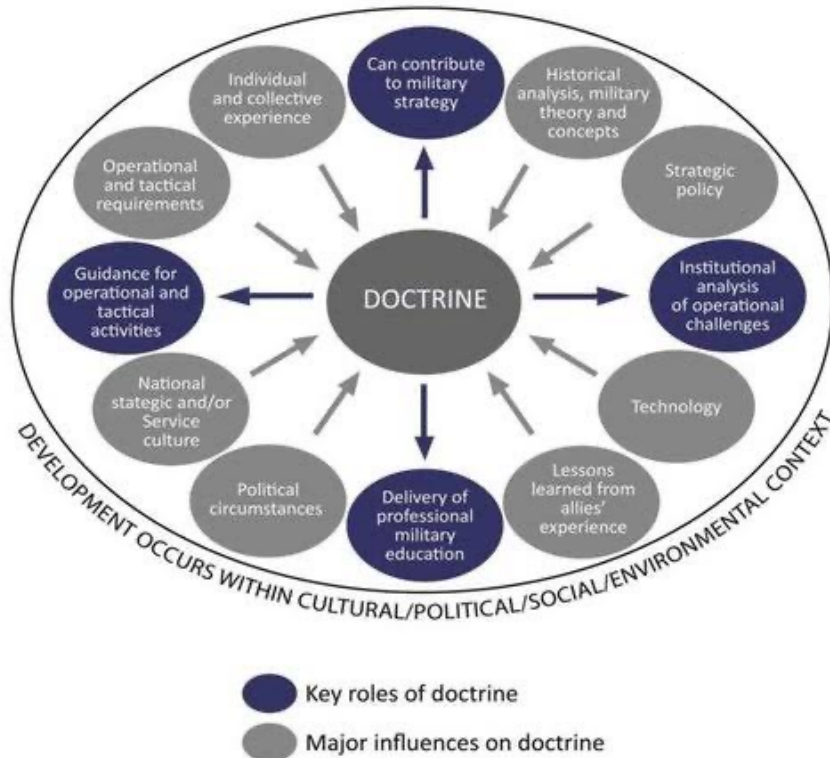 Can contribute
to military
strategy
Individual
and collective
experience
Historical
analysis, military
theory and
concepts
Operational
and tactical
requirements
Strategic
policy
Guidance for
operational and
tactical
activities
DOCTRINE
Institutional
analysis
of operational
challenges
National
stategic and/or
Service
culture
Technology
Political
circumstances
Delivery of
professional
military
education
Lessons
learned from
allies'
experience
DEVELOPMENT OCCURS WITHIN CULTURAL/POLITICAL/SOCIAL/ENVIRONMENTAL CONTEXT
Key roles of doctrine
Major influences on doctrine